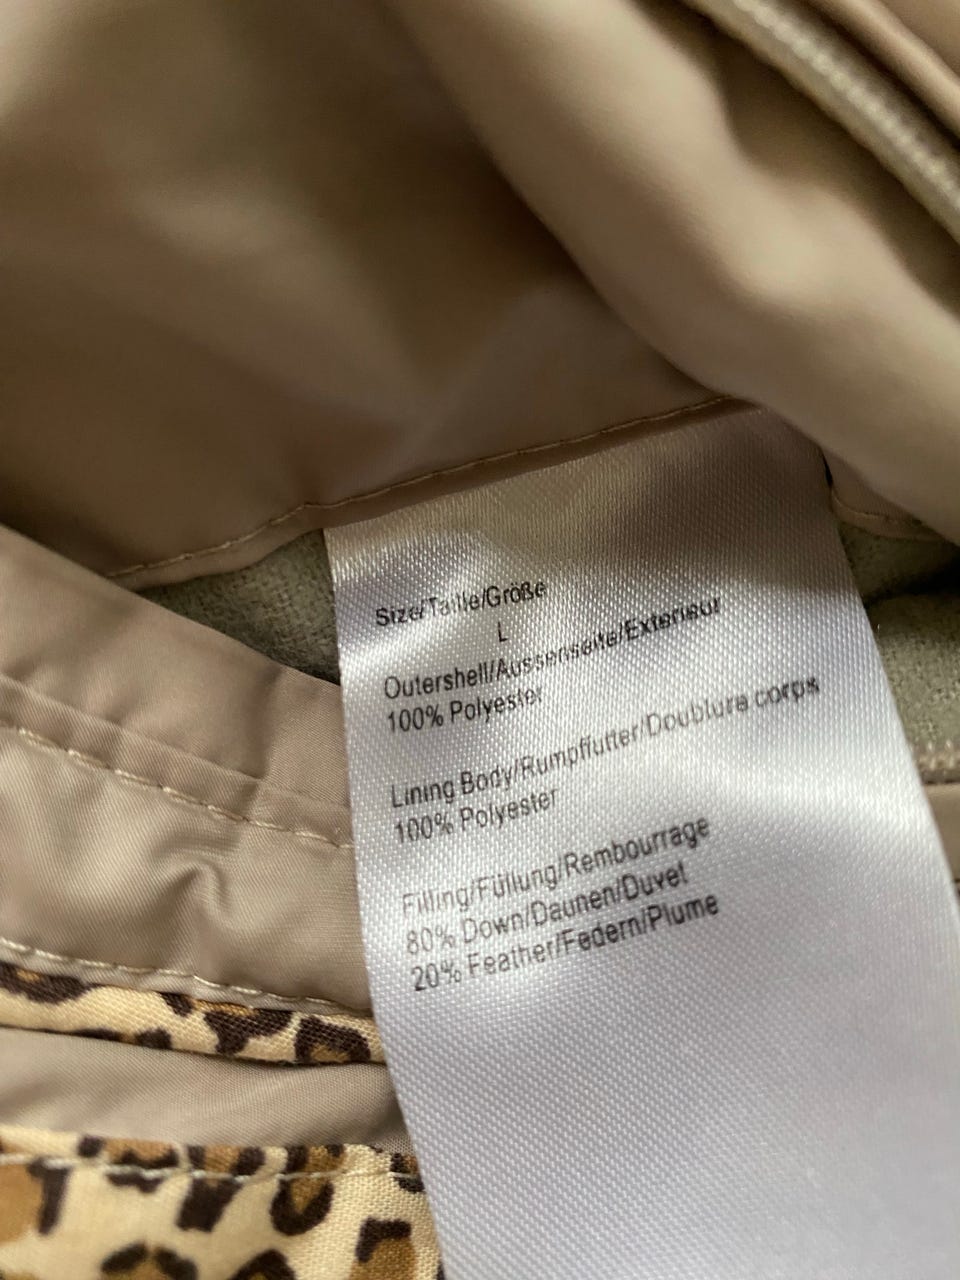 Size/Taille/Größe
L
Outershell/Aussenseite/Exterieur
100% Polyester
Lining Body/Rumpffutter/Doublure corps
100% Polyester
Filling/Füllung/Rembourrage
80% Down/Daunen/Duvet
20% Feather/Federn/Plume